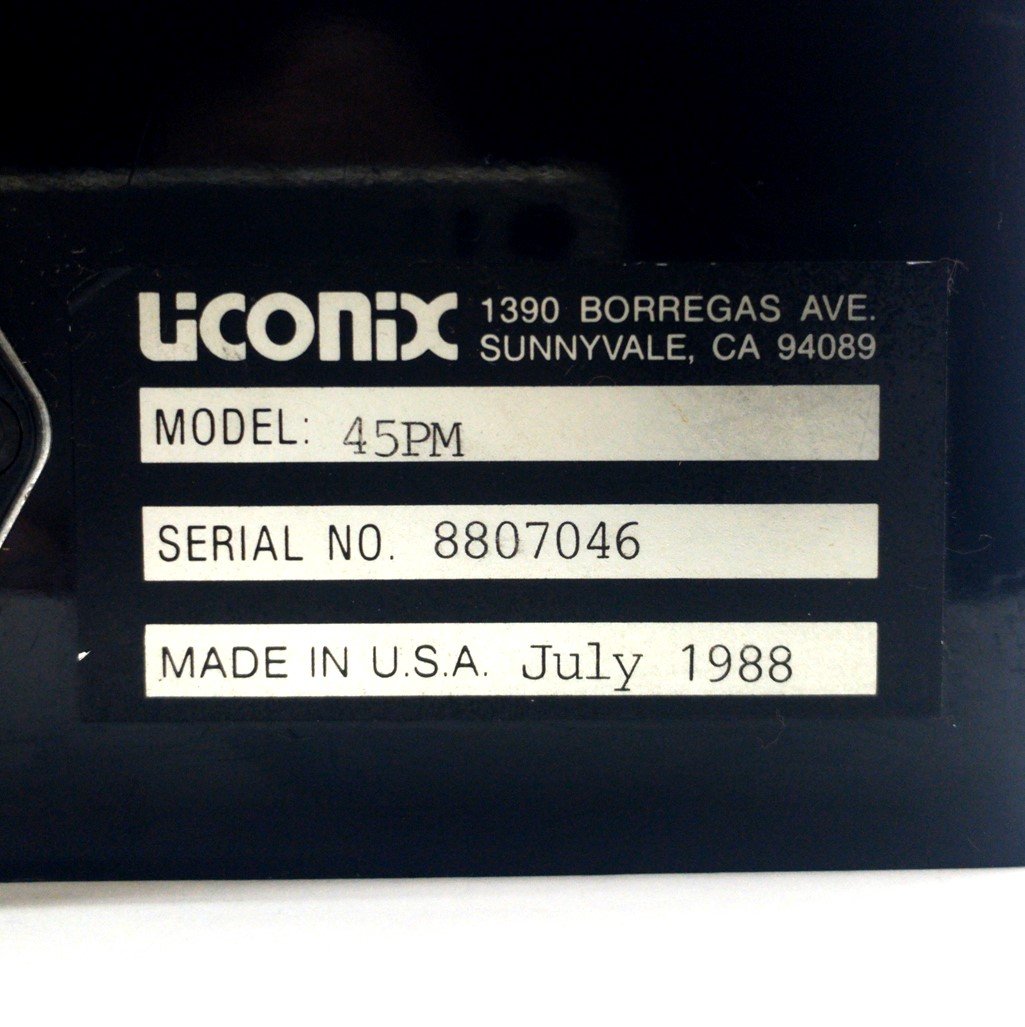 LiCONiX 1390 BORREGAS AVE.
SUNNYVALE, CA 94089
MODEL: 45PM
SERIAL NO. 8807046
MADE IN U.S.A. July 1988